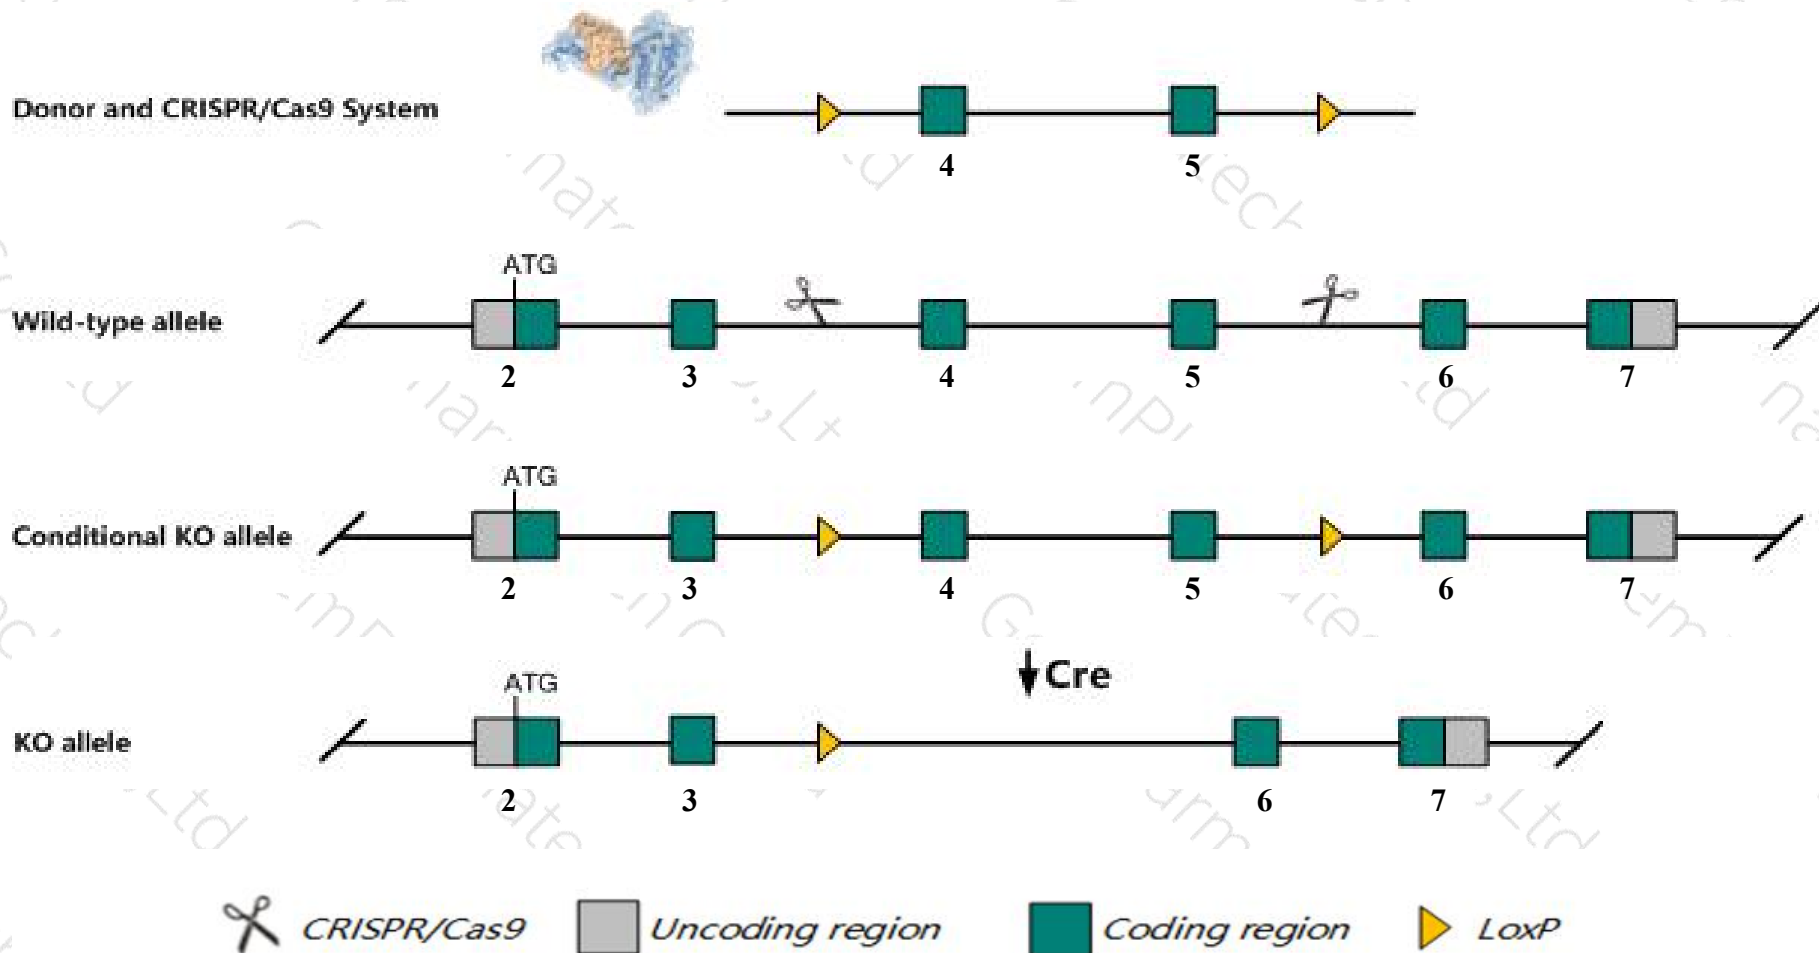 Donor and CRISPR/Cas9 System
4 5
ATG
Wild-type allele
2 3 4 5 6 7
ATG
Conditional KO allele
2 3 4 5 6 7
Cre
ATG
KO allele
2 3 6 7
CRISPR/Cas9 Uncoding region Coding region LoxP